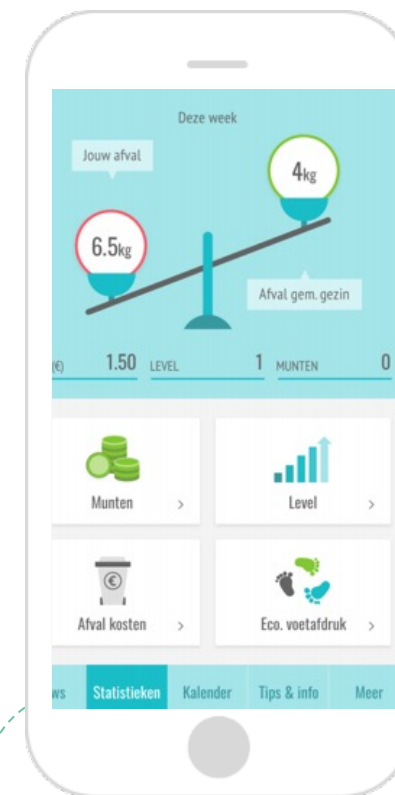 Deze week
Jouw afval
4kg
6.5kg
Afval gem. gezin
(€) 1.50 LEVEL 1 MUNTEN 0
Munten >
Level >
€
Afval kosten >
Eco. voetafdruk >
ws Statistieken Kalender Tips & info Meer